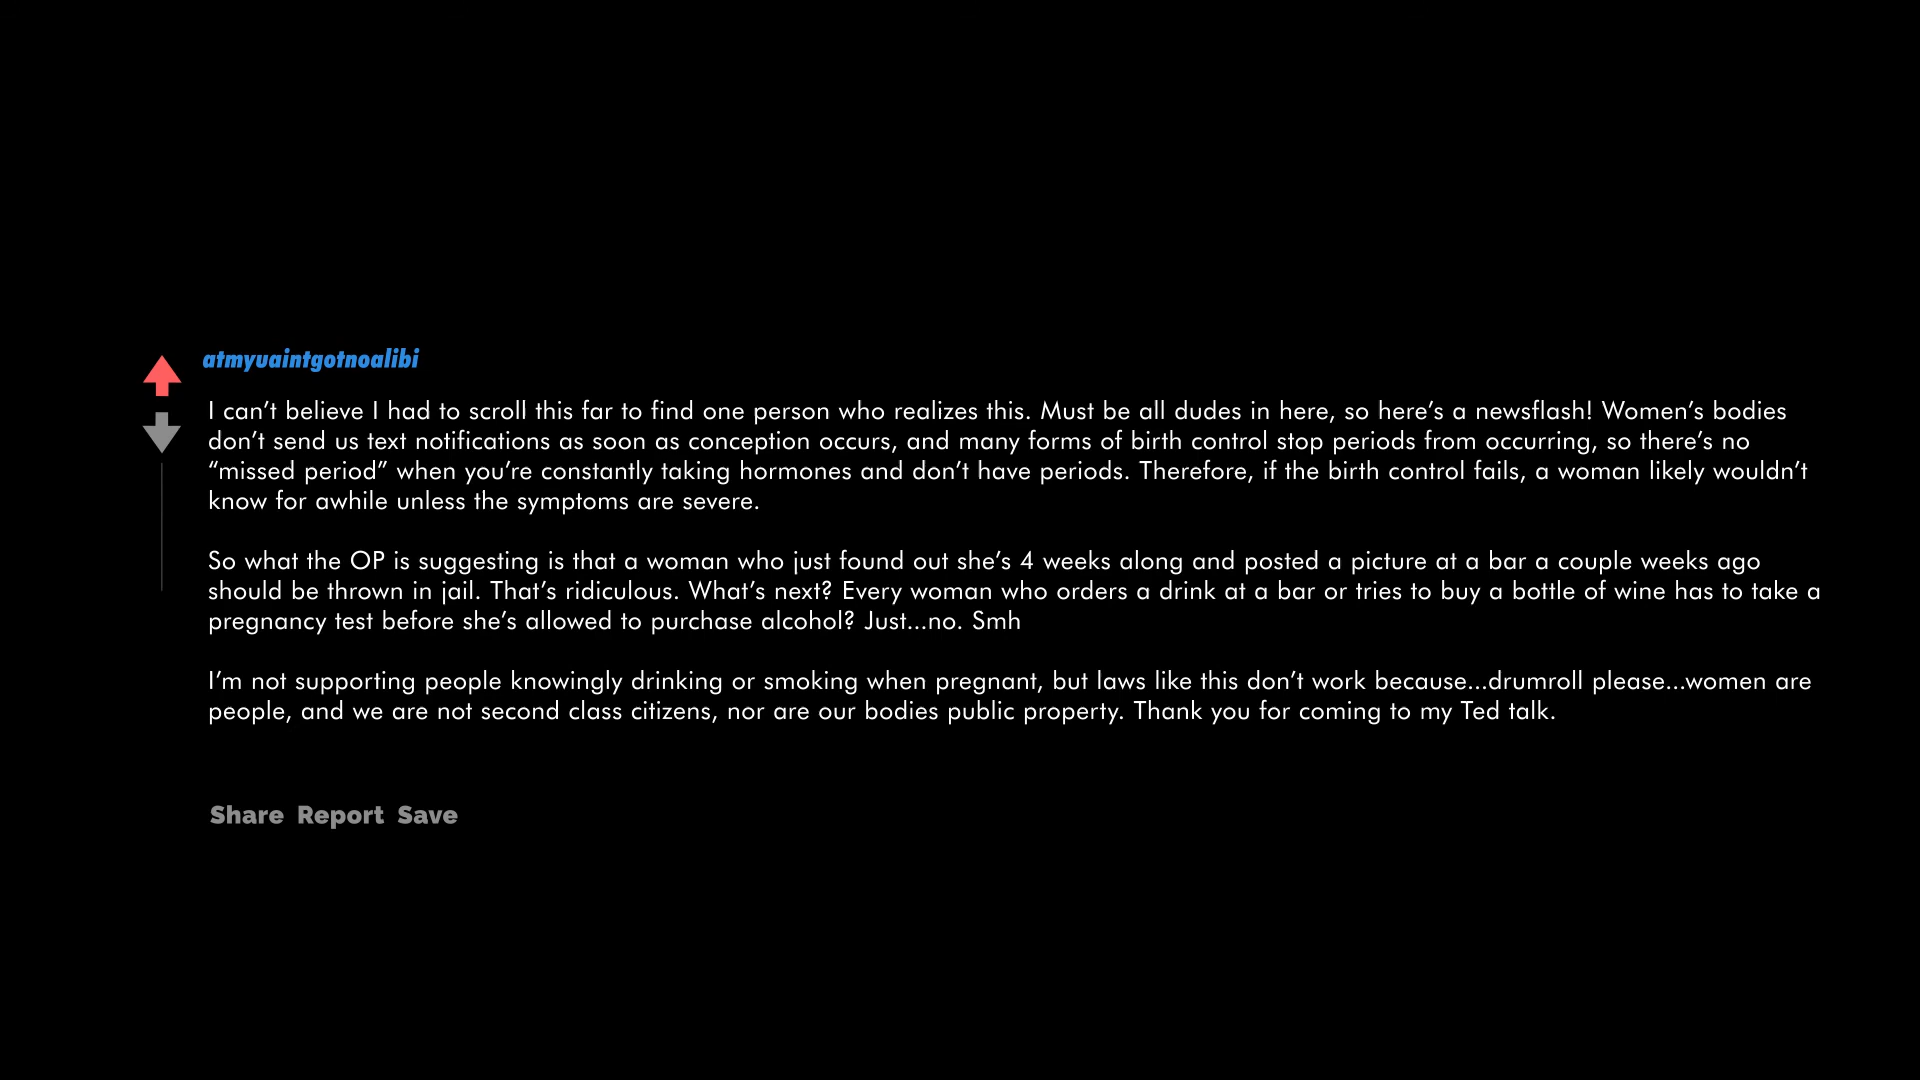 atmyvaintgotnoalibi
I can’t believe I had to scroll this far to find one person who realizes this. Must be all dudes in here, so here’s a newsflash! Women’s bodies
don’t send us text notifications as soon as conception occurs, and many forms of birth control stop periods from occurring, so there’s no
“missed period” when you’re constantly taking hormones and don’t have periods. Therefore, if the birth control fails, a woman likely wouldn’t
know for awhile unless the symptoms are severe.
So what the OP is suggesting is that a woman who just found out she’s 4 weeks along and posted a picture at a bar a couple weeks ago
should be thrown in jail. That’s ridiculous. What’s next? Every woman who orders a drink at a bar or tries to buy a bottle of wine has to take a
pregnancy test before she’s allowed to purchase alcohol? Just...no. Smh
I’m not supporting people knowingly drinking or smoking when pregnant, but laws like this don’t work because...drumroll please...women are
people, and we are not second class citizens, nor are our bodies public property. Thank you for coming to my Ted talk.
Share Report Save